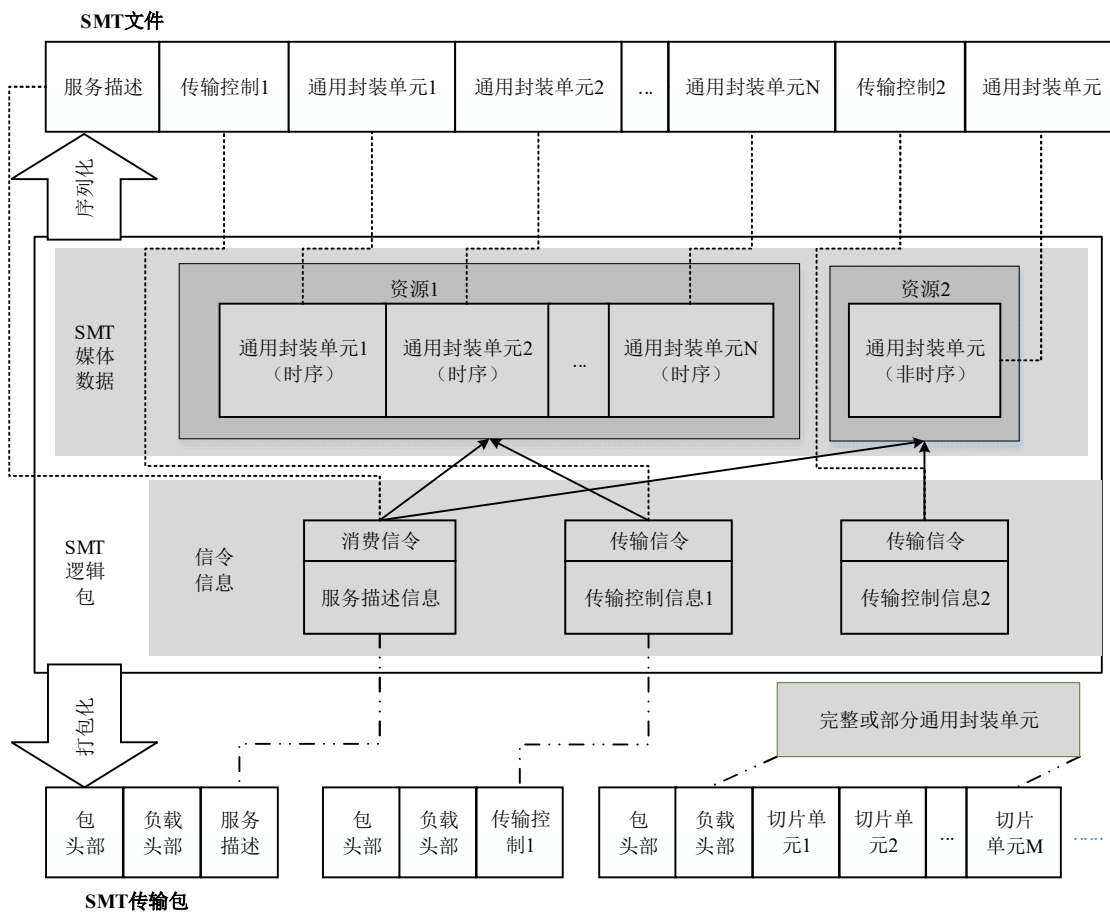 SMT文件
服务描述
传输控制1
通用封装单元1
通用封装单元2
...
通用封装单元N
传输控制2
通用封装单元
序列化
资源1
资源2
SMT
媒体
数据
通用封装单元1
（时序）
通用封装单元2
（时序）
...
通用封装单元N
（时序）
通用封装单元
（非时序）
SMT
逻辑
包
信令
信息
消费信令
服务描述信息
传输信令
传输控制信息1
传输信令
传输控制信息2
打包化
完整或部分通用封装单元
包
头部
负载
头部
服务
描述
包
头部
负载
头部
传输控
制1
包
头部
负载
头部
切片单
元1
切片单
元2
...
切片
单元M
......
SMT传输包